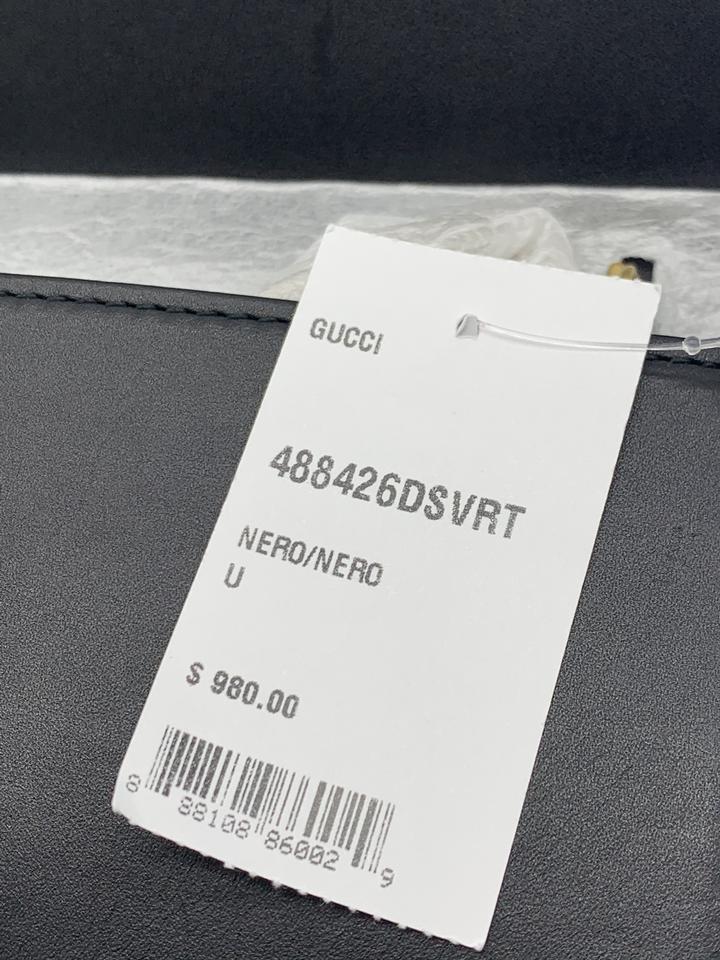 GUCCI
488426DSVRT
NERO/NERO
U
$ 980.00
8 88108 86002 9